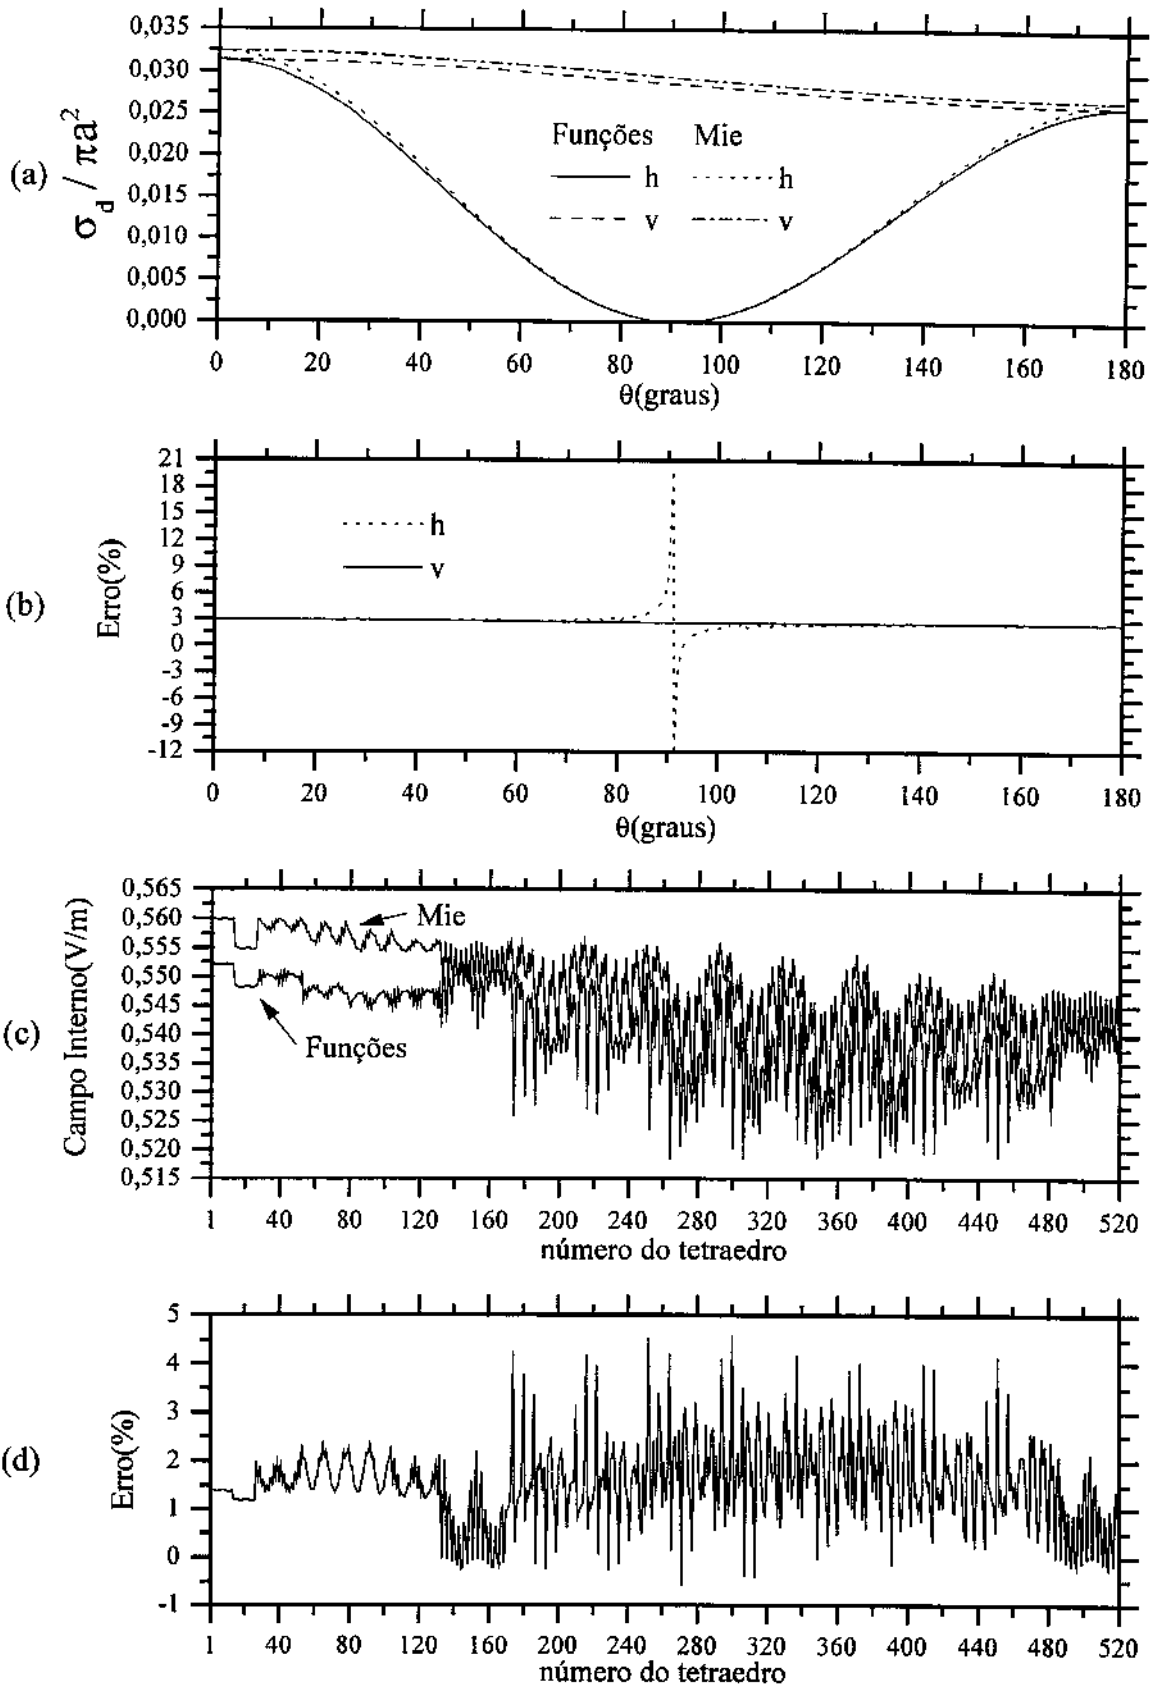 (a)
σd / πa²
0,035
0,030
0,025
0,020
0,015
0,010
0,005
0,000
Funções Mie
h h
v v
0 20 40 60 80 100 120 140 160 180
θ(graus)
(b)
Erro(%)
21
18
15
12
9
6
3
0
-3
-6
-9
-12
h
v
0 20 40 60 80 100 120 140 160 180
θ(graus)
(c)
Campo Interno(V/m)
0,565
0,560
0,555
0,550
0,545
0,540
0,535
0,530
0,525
0,520
0,515
Mie
Funções
1 40 80 120 160 200 240 280 320 360 400 440 480 520
número do tetraedro
(d)
Erro(%)
5
4
3
2
1
0
-1
1 40 80 120 160 200 240 280 320 360 400 440 480 520
número do tetraedro